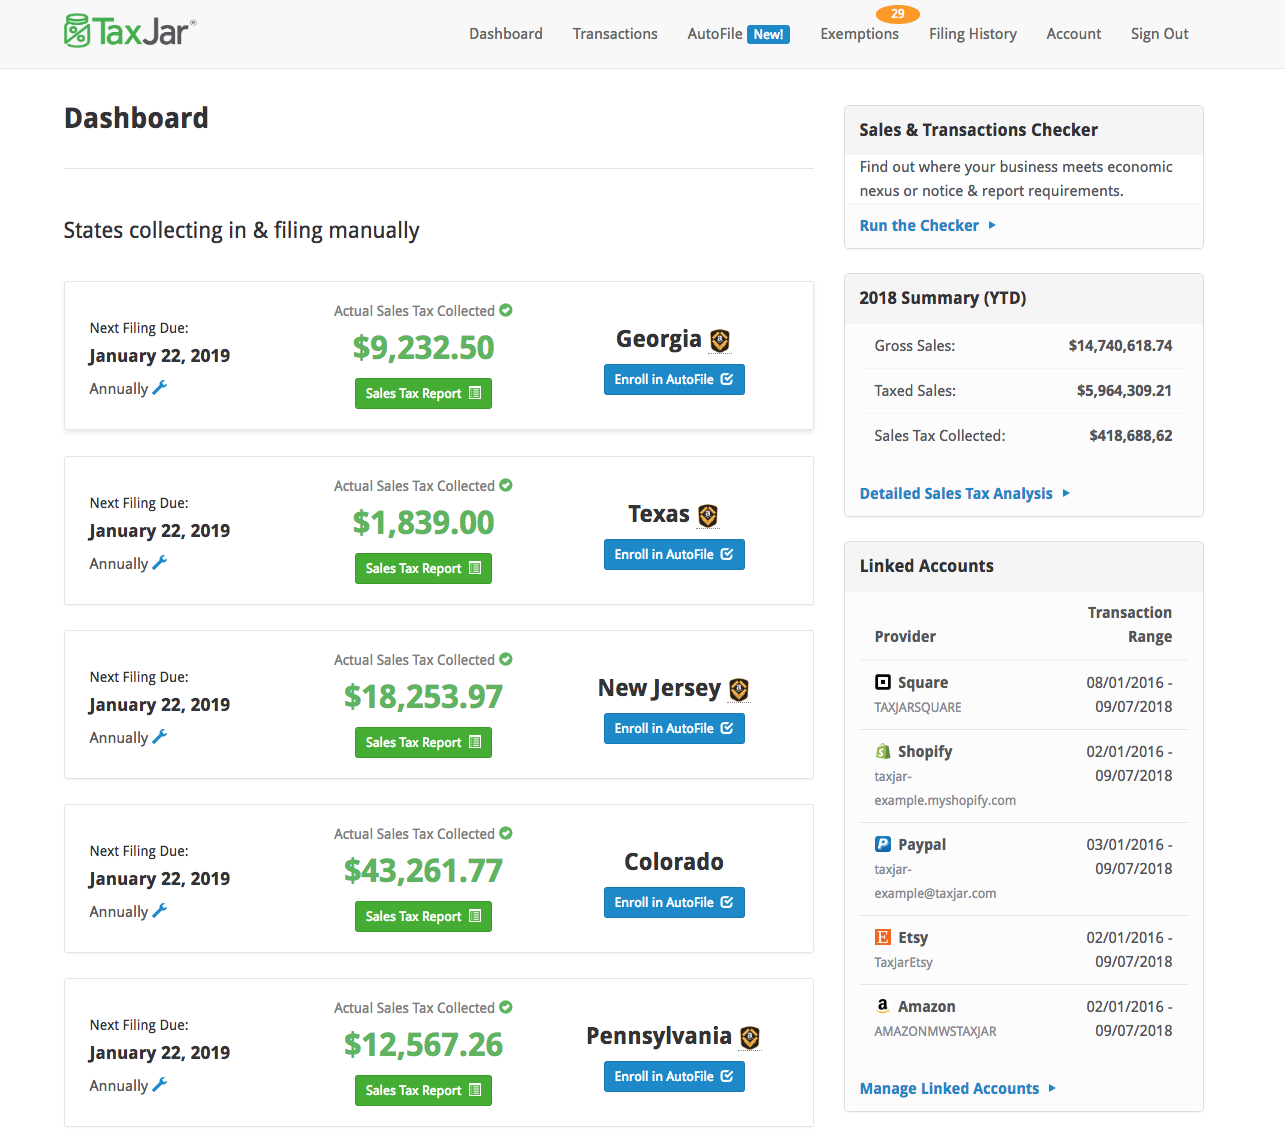 TaxJar®
Dashboard
Transactions
AutoFile New!
29
Exemptions
Filing History
Account
Sign Out
Dashboard
States collecting in & filing manually
Next Filing Due:
January 22, 2019
Annually
Actual Sales Tax Collected
$9,232.50
Sales Tax Report
Georgia
Enroll in AutoFile
Next Filing Due:
January 22, 2019
Annually
Actual Sales Tax Collected
$1,839.00
Sales Tax Report
Texas
Enroll in AutoFile
Next Filing Due:
January 22, 2019
Annually
Actual Sales Tax Collected
$18,253.97
Sales Tax Report
New Jersey
Enroll in AutoFile
Next Filing Due:
January 22, 2019
Annually
Actual Sales Tax Collected
$43,261.77
Sales Tax Report
Colorado
Enroll in AutoFile
Next Filing Due:
January 22, 2019
Annually
Actual Sales Tax Collected
$12,567.26
Sales Tax Report
Pennsylvania
Enroll in AutoFile
Sales & Transactions Checker
Find out where your business meets economic
nexus or notice & report requirements.
Run the Checker
2018 Summary (YTD)
Gross Sales: $14,740,618.74
Taxed Sales: $5,964,309.21
Sales Tax Collected: $418,688,62
Detailed Sales Tax Analysis
Linked Accounts
Provider
Transaction
Range
Square
TAXJARSQUARE
08/01/2016 -
09/07/2018
Shopify
taxjar-
example.myshopify.com
02/01/2016 -
09/07/2018
Paypal
taxjar-
example@taxjar.com
03/01/2016 -
09/07/2018
Etsy
TaxJarEtsy
02/01/2016 -
09/07/2018
Amazon
AMAZONMWSTAXJAR
02/01/2016 -
09/07/2018
Manage Linked Accounts